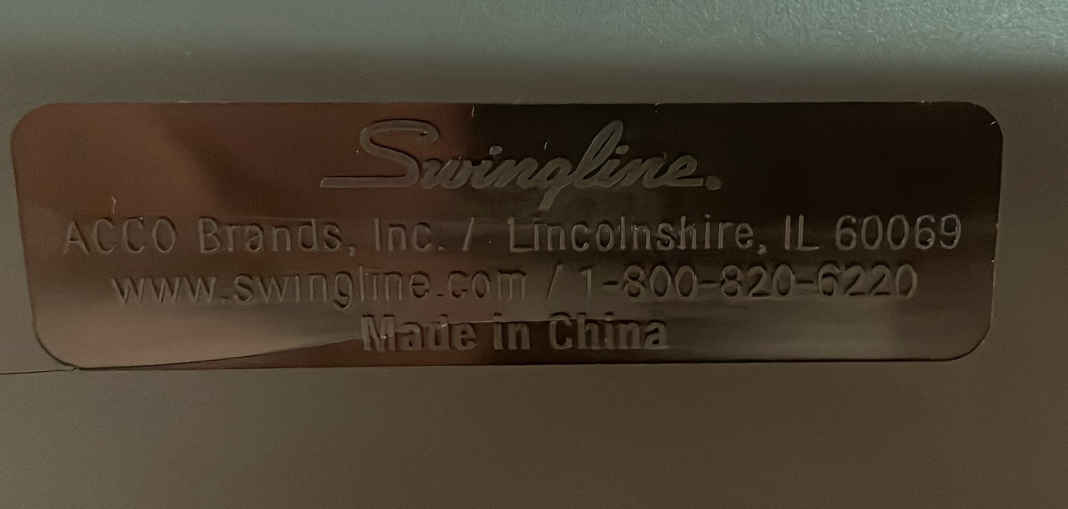 Swingline.
ACCO Brands, Inc. / Lincolnshire, IL 60069
www.swingline.com / 1-800-820-6220
Made in China